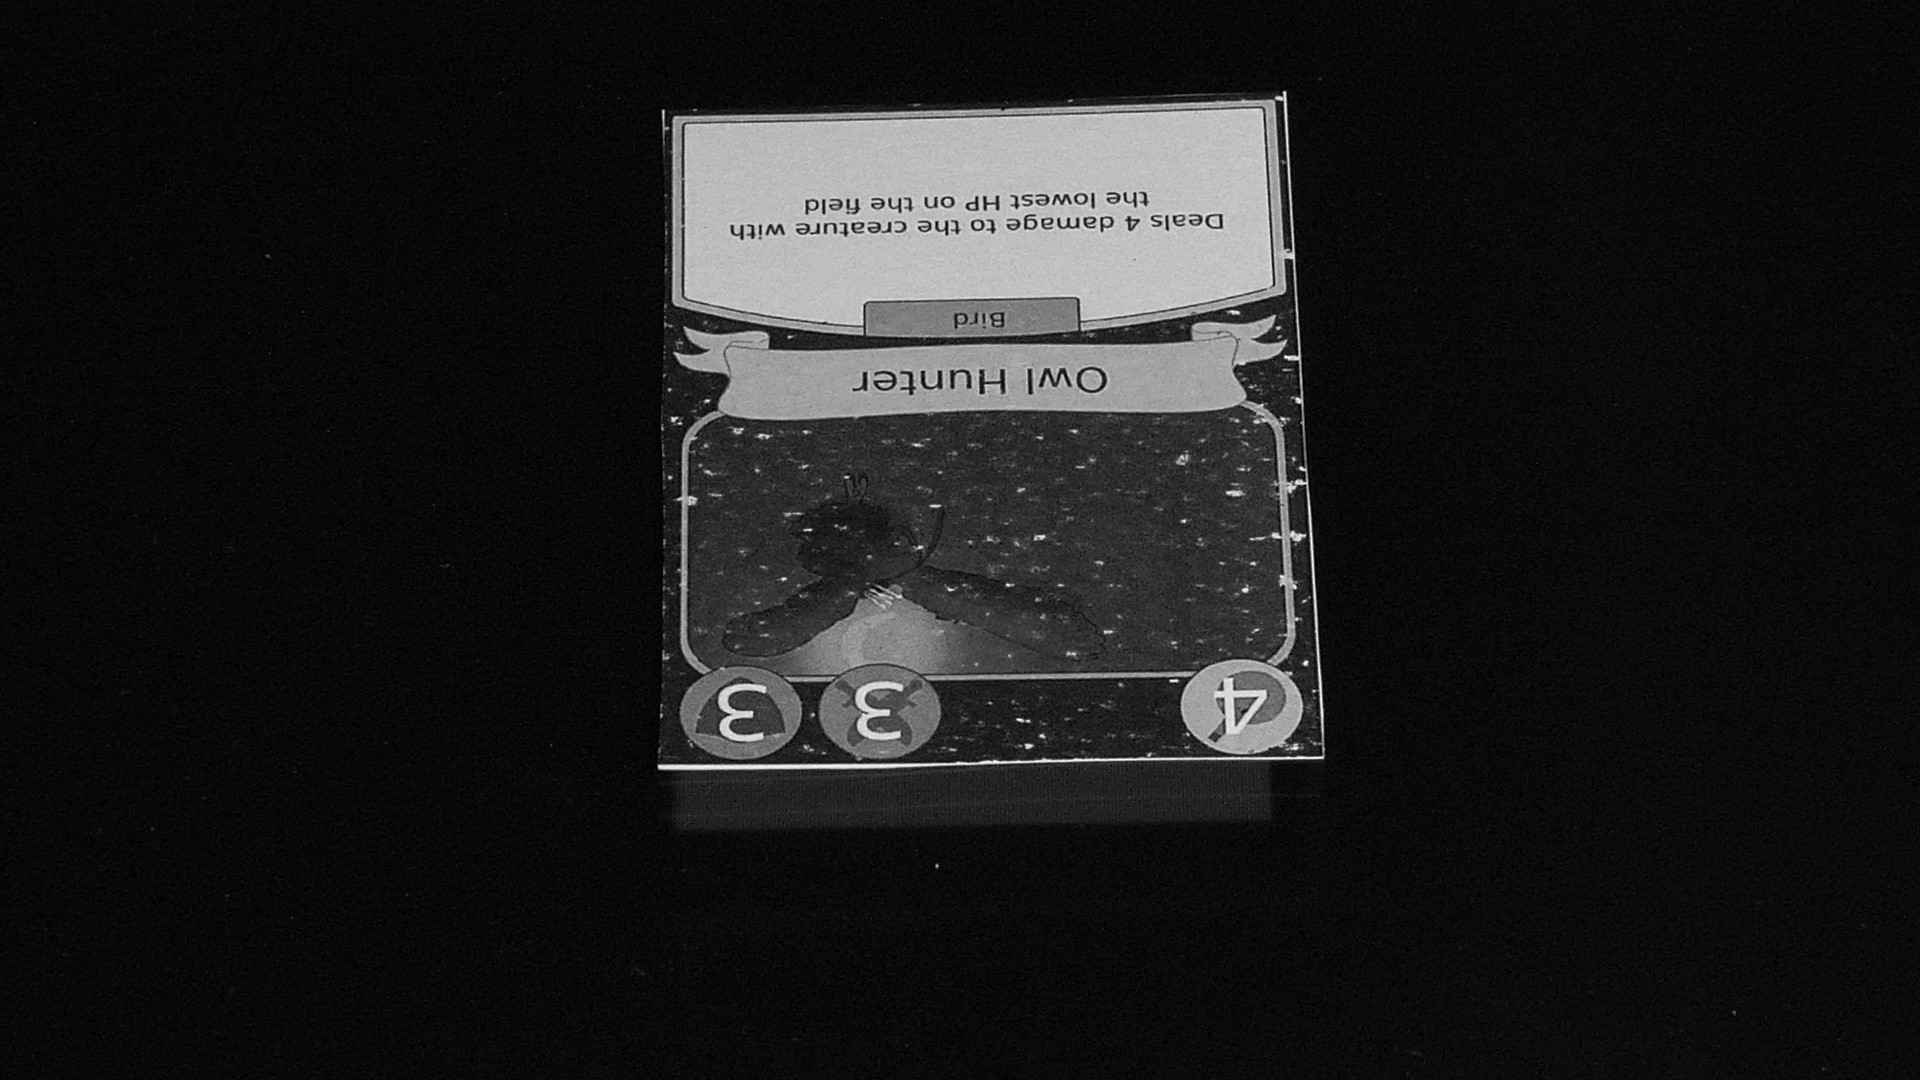 4
3
3
Owl Hunter
Bird
Deals 4 damage to the creature with
the lowest HP on the field